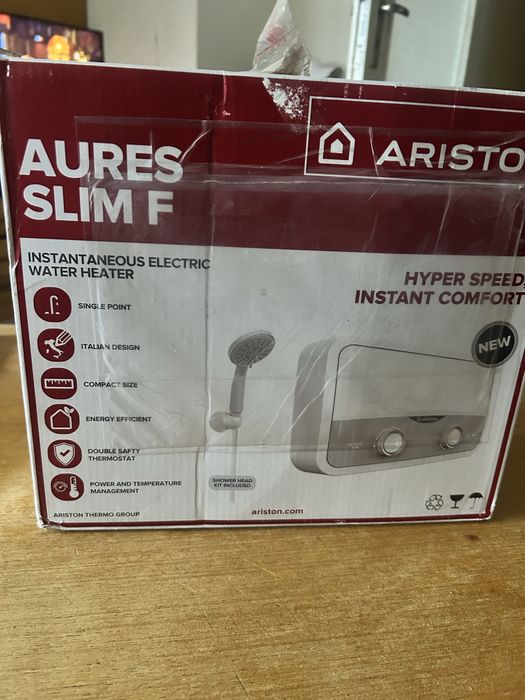 AURES
SLIM F
ARISTO
INSTANTANEOUS ELECTRIC
WATER HEATER
HYPER SPEED,
INSTANT COMFORT
SINGLE POINT
ITALIAN DESIGN
COMPACT SIZE
ENERGY EFFICIENT
DOUBLE SAFTY
THERMOSTAT
POWER AND TEMPERATURE
MANAGEMENT
NEW
SHOWER HEAD
KIT INCLUDED
ARISTON THERMO GROUP
ariston.com